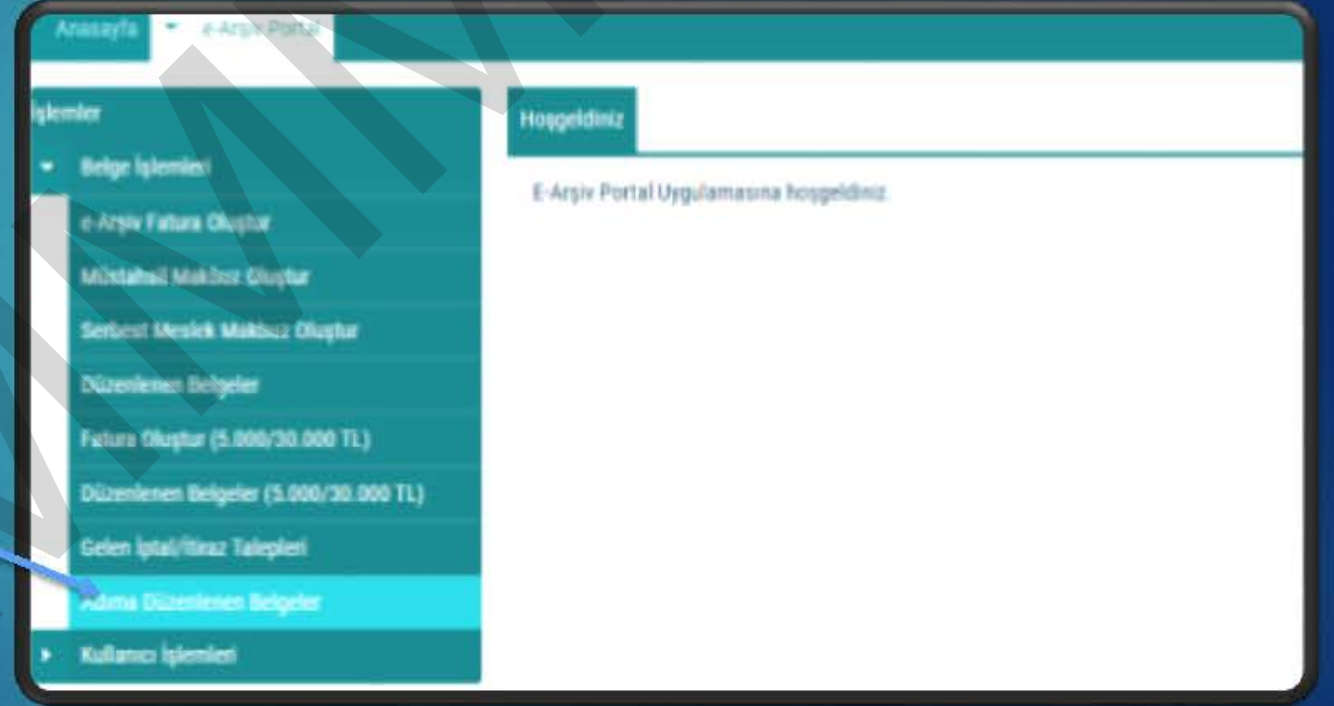 Anasayfa e-Arşiv Portal
İşlemler
Hoşgeldiniz
Belge İşlemleri
E-Arşiv Portal Uygulamasına hoşgeldiniz.
e-Arşiv Fatura Oluştur
Müstahsil Makbuz Oluştur
Serbest Meslek Makbuz Oluştur
Düzenlenen Belgeler
Fatura Oluştur (5.000/30.000 TL)
Düzenlenen Belgeler (5.000/30.000 TL)
Gelen İptal/İtiraz Talepleri
Adıma Düzenlenen Belgeler
Kullanıcı İşlemleri